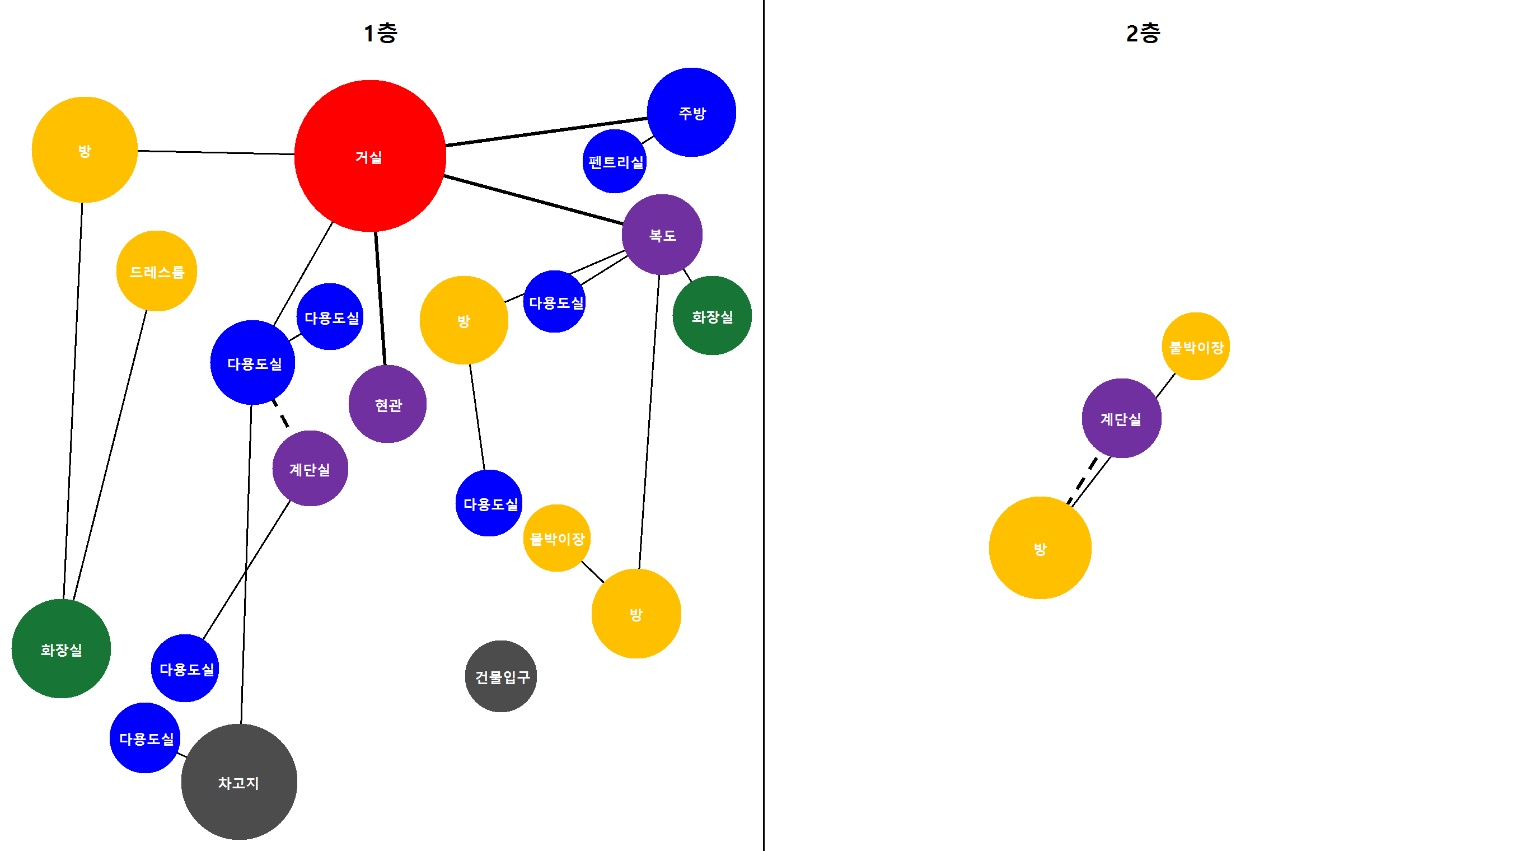 1층
2층
주방
방
거실
펜트리실
복도
드레스룸
다용도실
방
다용도실
화장실
다용도실
현관
계단실
다용도실
붙박이장
방
화장실
다용도실
건물입구
다용도실
차고지
붙박이장
계단실
방